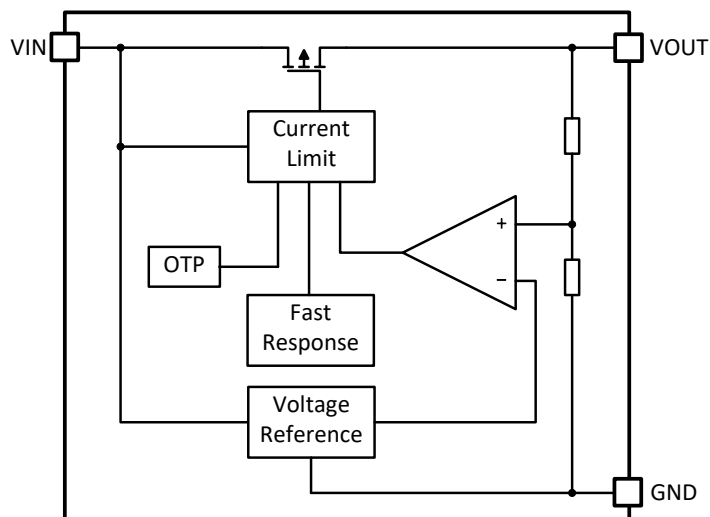 VIN
VOUT
Current
Limit
+
OTP
−
Fast
Response
Voltage
Reference
GND